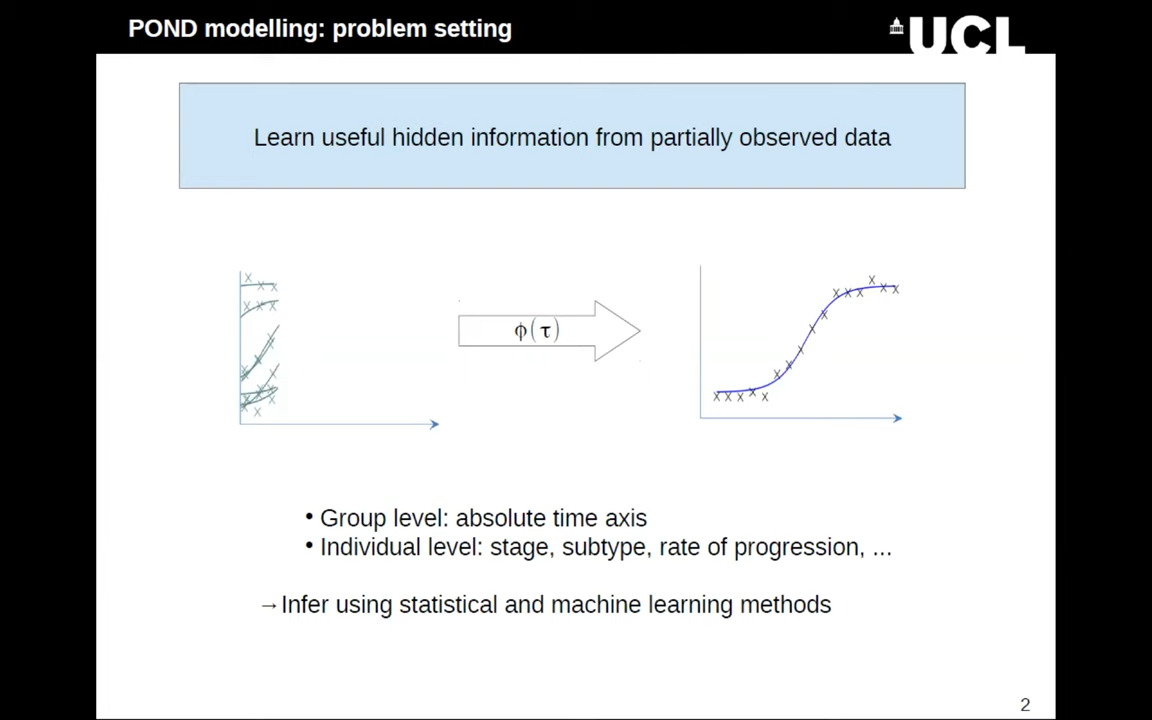 POND modelling: problem setting
UCL
Learn useful hidden information from partially observed data
ϕ(τ)
• Group level: absolute time axis
• Individual level: stage, subtype, rate of progression, ...
→Infer using statistical and machine learning methods
2